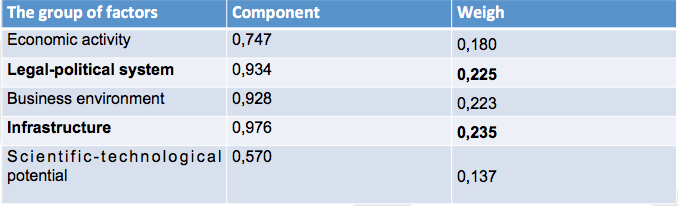 The group of factors Component Weigh
Economic activity 0,747 0,180
Legal-political system 0,934 0,225
Business environment 0,928 0,223
Infrastructure 0,976 0,235
Scientific-technological 0,570
potential 0,137